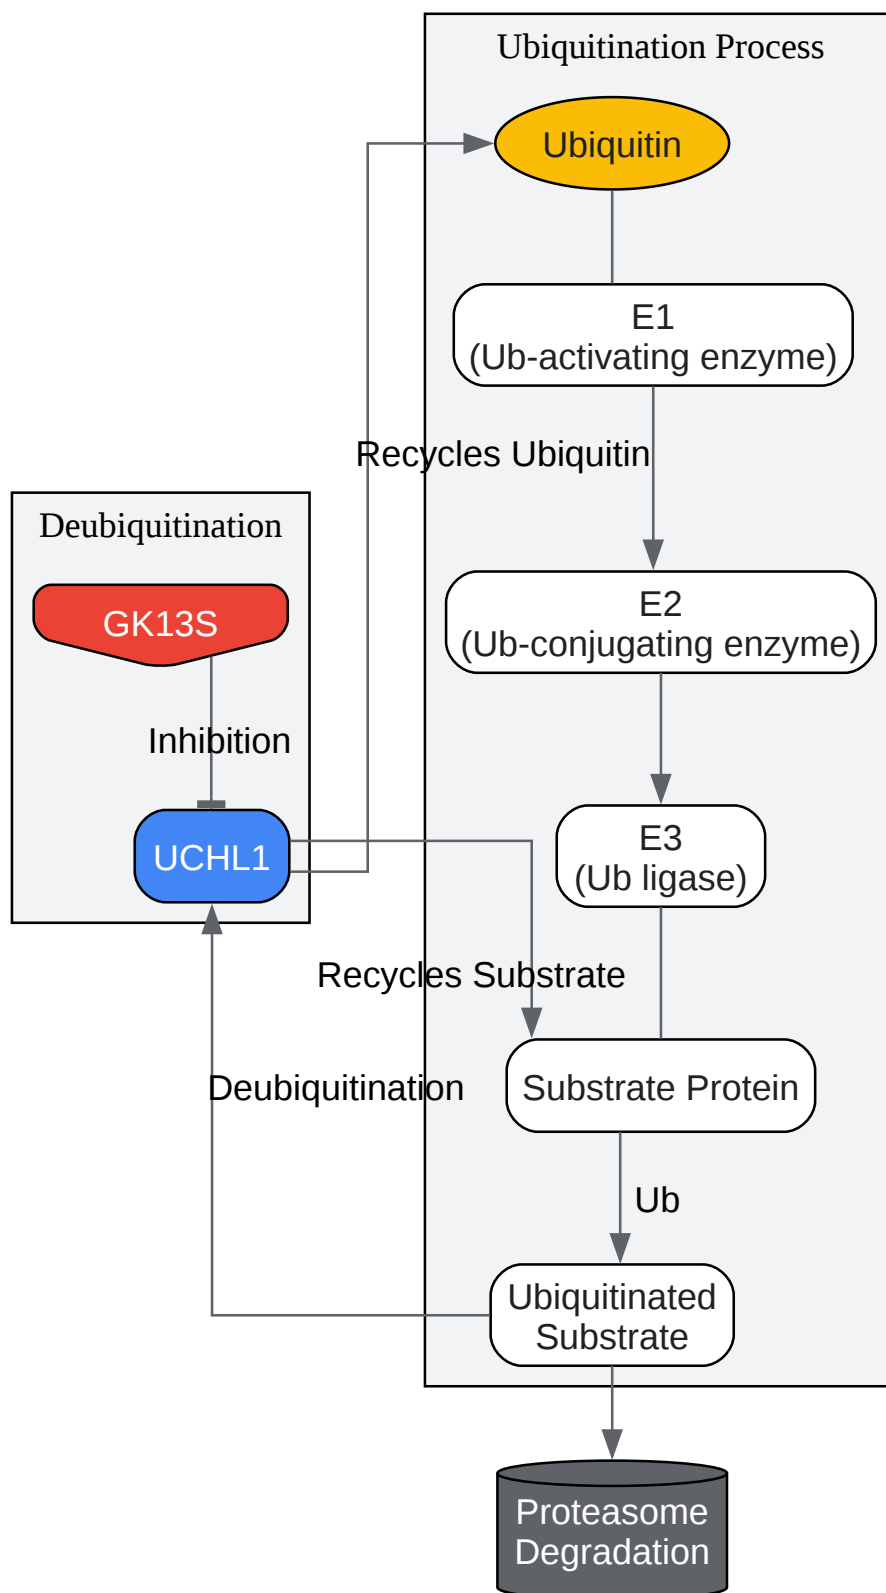 Ubiquitination Process
Ubiquitin
E1
(Ub-activating enzyme)
Recycles Ubiquitin
Deubiquitination
E2
(Ub-conjugating enzyme)
GK13S
Inhibition
UCHL1
E3
(Ub ligase)
Recycles Substrate
Deubiquitination
Substrate Protein
Ub
Ubiquitinated
Substrate
Proteasome
Degradation